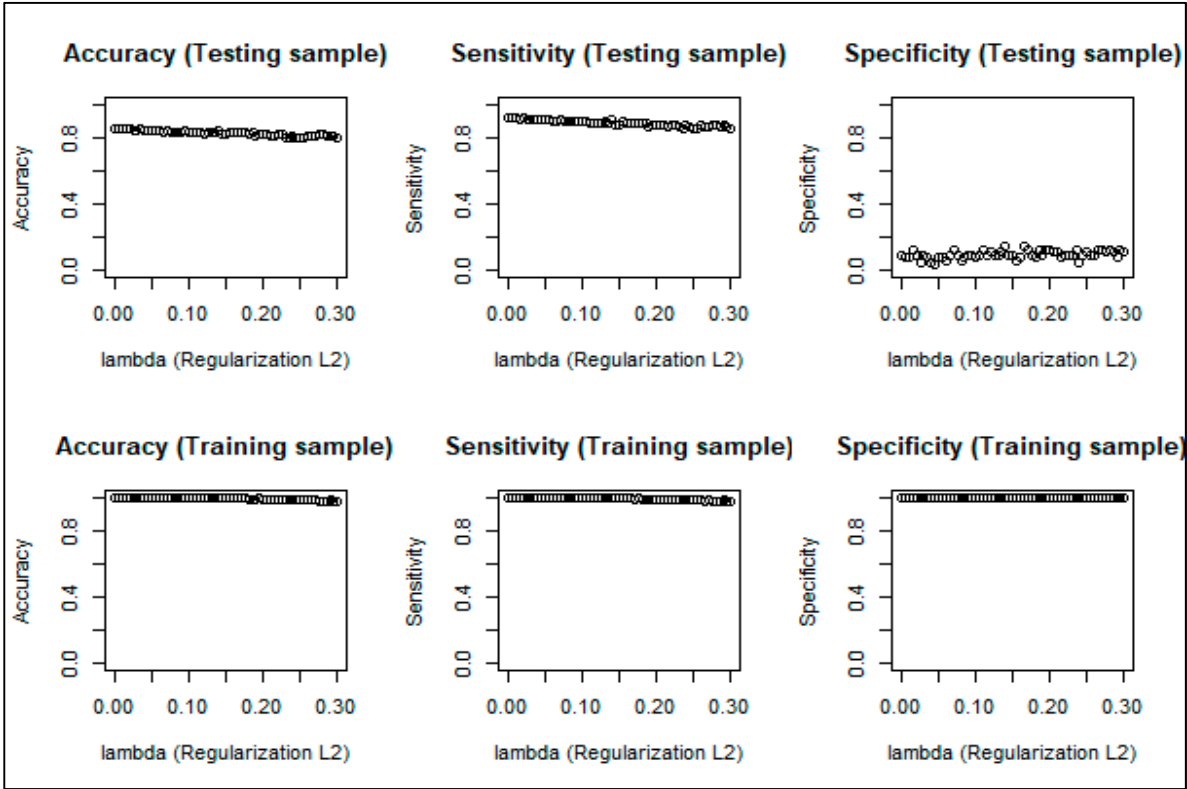 Accuracy (Testing sample)
Accuracy
0.0 0.4 0.8
0.00 0.10 0.20 0.30
lambda (Regularization L2)
Sensitivity (Testing sample)
Sensitivity
0.0 0.4 0.8
0.00 0.10 0.20 0.30
lambda (Regularization L2)
Specificity (Testing sample)
Specificity
0.0 0.4 0.8
0.00 0.10 0.20 0.30
lambda (Regularization L2)
Accuracy (Training sample)
Accuracy
0.0 0.4 0.8
0.00 0.10 0.20 0.30
lambda (Regularization L2)
Sensitivity (Training sample)
Sensitivity
0.0 0.4 0.8
0.00 0.10 0.20 0.30
lambda (Regularization L2)
Specificity (Training sample)
Specificity
0.0 0.4 0.8
0.00 0.10 0.20 0.30
lambda (Regularization L2)